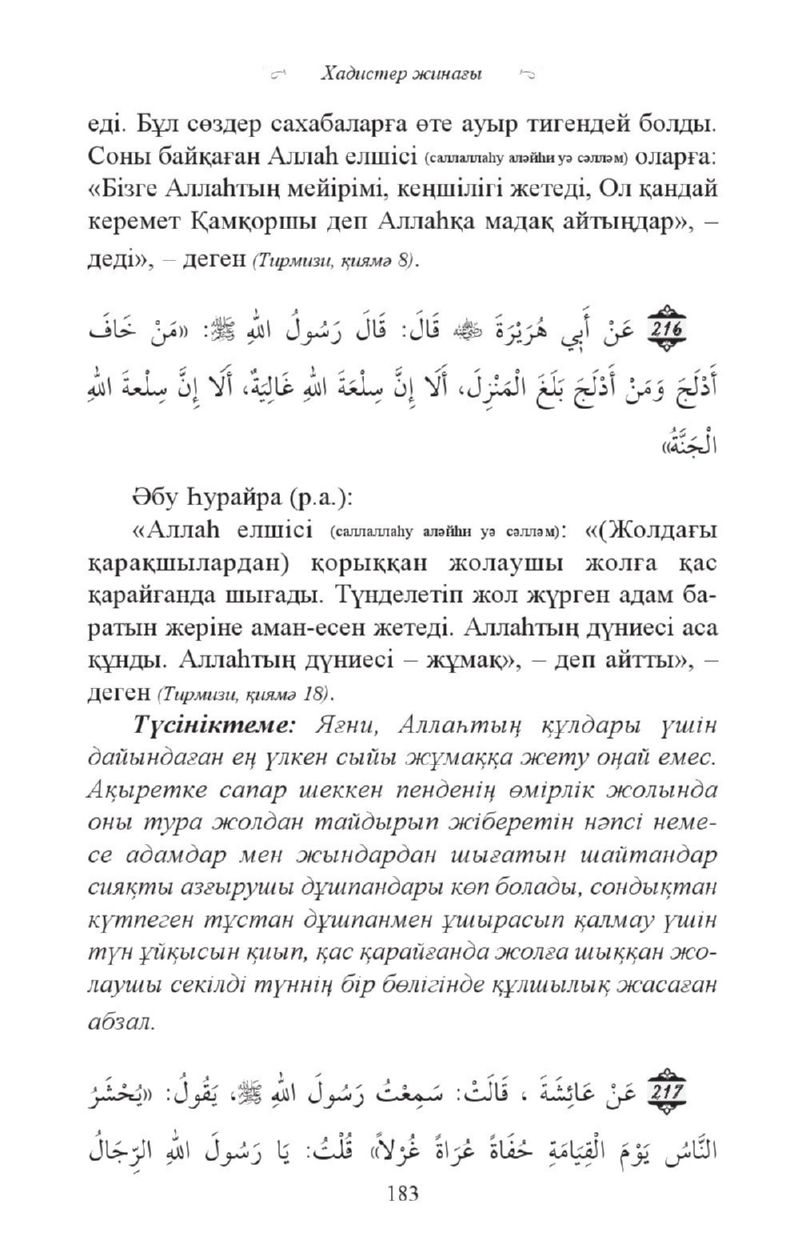 Хадистер жинағы
еді. Бұл сөздер сахабаларға өте ауыр тигендей болды.
Соны байқаған Аллаһ елшісі (саллаллаһу аләйһи уә сәлләм) оларға:
«Бізге Аллаһтың мейірімі, кеңшілігі жетеді, Ол қандай
керемет Қамқоршы деп Аллаһқа мадақ айтыңдар», –
деді», – деген (Тирмизи, қиямә 8).
216 عَنْ أَبِي هُرَيْرَةَ ﵁ قَالَ: قَالَ رَسُولُ اللهِ ﷺ: «مَنْ خَافَ
أَدْلَجَ وَمَنْ أَدْلَجَ بَلَغَ الْمَنْزِلَ، أَلَا إِنَّ سِلْعَةَ اللهِ غَالِيَةٌ، أَلَا إِنَّ سِلْعةَ اللهِ
الْجَنَّةُ»
Әбу Һурайра (р.а.):
«Аллаһ елшісі (саллаллаһу аләйһи уә сәлләм): «(Жолдағы
қарақшылардан) қорыққан жолаушы жолға қас
қарайғанда шығады. Түнделетіп жол жүрген адам ба-
ратын жеріне аман-есен жетеді. Аллаһтың дүниесі аса
құнды. Аллаһтың дүниесі – жұмақ», – деп айтты», –
деген (Тирмизи, қиямә 18).
Түсініктеме: Яғни, Аллаһтың құлдары үшін
дайындаған ең үлкен сыйы жұмаққа жету оңай емес.
Ақыретке сапар шеккен пенденің өмірлік жолында
оны тура жолдан тайдырып жіберетін нәпсі неме-
се адамдар мен жындардан шығатын шайтандар
сияқты азғырушы дұшпандары көп болады, сондықтан
күтпеген тұстан дұшпанмен ұшырасып қалмау үшін
түн ұйқысын қиып, қас қарайғанда жолға шыққан жо-
лаушы секілді түннің бір бөлігінде құлшылық жасаған
абзал.
217 عَنْ عَائِشَةَ ، قَالَتْ: سَمِعْتُ رَسُولَ اللهِ ﷺ، يَقُولُ: «يُحْشَرُ
النَّاسُ يَوْمَ الْقِيَامَةِ حُفَاةً عُرَاةً غُرْلاً» قُلْتُ: يَا رَسُولَ اللهِ الرِّجَالُ
183